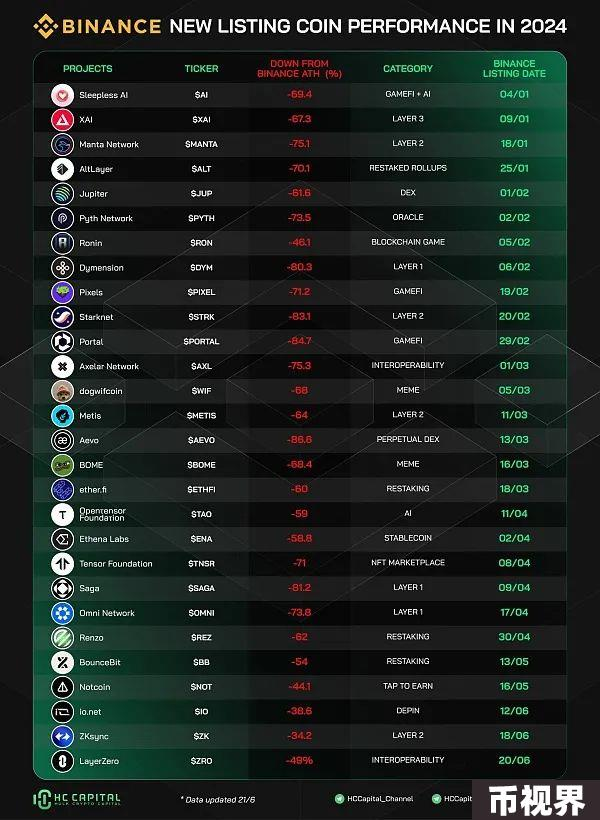 BINANCE NEW LISTING COIN PERFORMANCE IN 2024
PROJECTS TICKER DOWN FROM BINANCE ATH (%) CATEGORY BINANCE LISTING DATE
Sleepless AI $AI -69.4 GAMEFI + AI 04/01
XAI $XAI -67.3 LAYER 3 09/01
Manta Network $MANTA -75.1 LAYER 2 18/01
AltLayer $ALT -70.1 RESTAKED ROLLUPS 25/01
Jupiter $JUP -61.6 DEX 01/02
Pyth Network $PYTH -73.5 ORACLE 02/02
Ronin $RON -46.1 BLOCKCHAIN GAME 05/02
Dymension $DYM -80.3 LAYER 1 06/02
Pixels $PIXEL -71.2 GAMEFI 19/02
Starknet $STRK -83.1 LAYER 2 20/02
Portal $PORTAL -84.7 GAMEFI 29/02
Axelar Network $AXL -75.3 INTEROPERABILITY 01/03
dogwifcoin $WIF -68 MEME 05/03
Metis $METIS -64 LAYER 2 11/03
Aevo $AEVO -86.6 PERPETUAL DEX 13/03
BOME $BOME -68.4 MEME 16/03
ether.fi $ETHFI -60 RESTAKING 18/03
Opentensor Foundation $TAO -59 AI 11/04
Ethena Labs $ENA -58.8 STABLECOIN 02/04
Tensor Foundation $TNSR -71 NFT MARKETPLACE 08/04
Saga $SAGA -81.2 LAYER 1 09/04
Omni Network $OMNI -73.8 LAYER 1 17/04
Renzo $REZ -62 RESTAKING 30/04
BounceBit $BB -54 RESTAKING 13/05
Notcoin $NOT -44.1 TAP TO EARN 16/05
io.net $IO -38.6 DEPIN 12/06
ZKsync $ZK -34.2 LAYER 2 18/06
LayerZero $ZRO -49% INTEROPERABILITY 20/06
HC CAPITAL
HULK CRYPTO CAPITAL
* Data updated 21/6
HCCapital_Channel
HCCapit
币视界